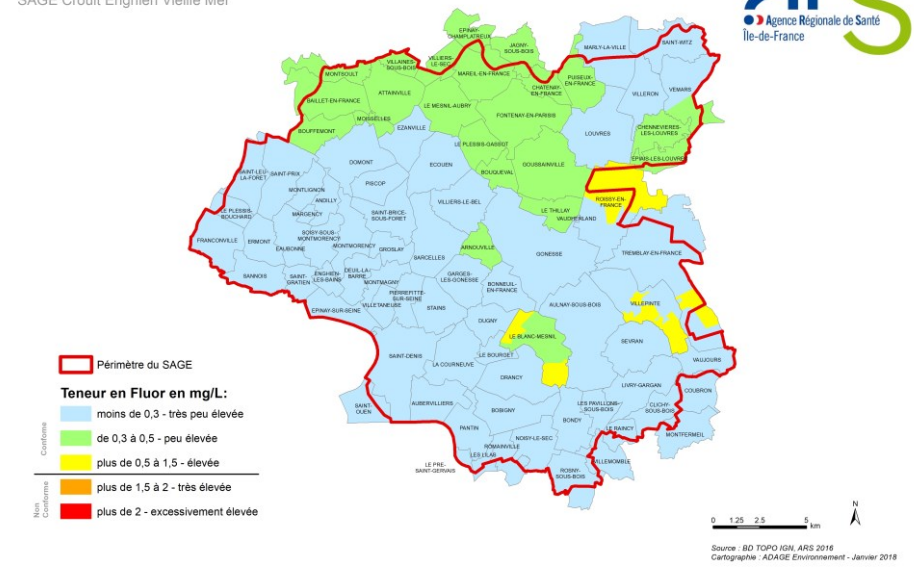 SAGE Croult Enghien Vieille Mer
Agence Régionale de Santé
Île-de-France
EPINAY-
CHAMPLATREUX
JAGNY-
SOUS-BOIS
MARLY-LA-VILLE
SAINT-WITZ
VILLIERS-
LE-SEC
VILLAINES-
SOUS-BOIS
MONTSOULT
MAREIL-EN-FRANCE
CHATENAY-
EN-FRANCE
PUISEUX-
EN-FRANCE
VILLERON
VEMARS
BAILLET-EN-FRANCE
ATTAINVILLE
LE MESNIL-AUBRY
FONTENAY-EN-PARISIS
MOISSELLES
EZANVILLE
BOUFFEMONT
LOUVRES
CHENNEVIERES-
LES-LOUVRES
LE PLESSIS-GASSOT
EPIAIS-LES-LOUVRES
DOMONT
ECOUEN
BOUQUEVAL
GOUSSAINVILLE
SAINT-LEU-
LA-FORET
SAINT-PRIX
PISCOP
MONTLIGNON
ANDILLY
VILLIERS-LE-BEL
ROISSY-EN-
FRANCE
LE PLESSIS-
BOUCHARD
MARGENCY
SAINT-BRICE-
SOUS-FORET
LE THILLAY
VAUDHERLAND
FRANCONVILLE
ERMONT
EAUBONNE
SOISY-SOUS-
MONTMORENCY
MONTMORENCY
GROSLAY
SARCELLES
ARNOUVILLE
GONESSE
TREMBLAY-EN-FRANCE
SANNOIS
SAINT-
GRATIEN
ENGHIEN-
LES-BAINS
DEUIL-LA-
BARRE
MONTMAGNY
GARGES-
LES-GONESSE
BONNEUIL-
EN-FRANCE
PIERREFITTE-
SUR-SEINE
VILLETANEUSE
EPINAY-SUR-SEINE
STAINS
AULNAY-SOUS-BOIS
VILLEPINTE
DUGNY
LE BLANC-MESNIL
SEVRAN
SAINT-DENIS
LA COURNEUVE
LE BOURGET
VAUJOURS
DRANCY
LIVRY-GARGAN
COUBRON
SAINT-
OUEN
AUBERVILLIERS
BOBIGNY
LES PAVILLONS-
SOUS-BOIS
CLICHY-
SOUS-BOIS
BONDY
PANTIN
NOISY-LE-SEC
LE RAINCY
MONTFERMEIL
ROMAINVILLE
LES LILAS
LE PRE-
SAINT-GERVAIS
VILLEMOMBLE
ROSNY-
SOUS-BOIS
Périmètre du SAGE
Teneur en Fluor en mg/L:
Conforme
moins de 0,3 - très peu élevée
de 0,3 à 0,5 - peu élevée
plus de 0,5 à 1,5 - élevée
Non
Conforme
plus de 1,5 à 2 - très élevée
plus de 2 - excessivement élevée
0 1.25 2.5 5
km
N
Source : BD TOPO IGN, ARS 2016
Cartographie : ADAGE Environnement - Janvier 2018